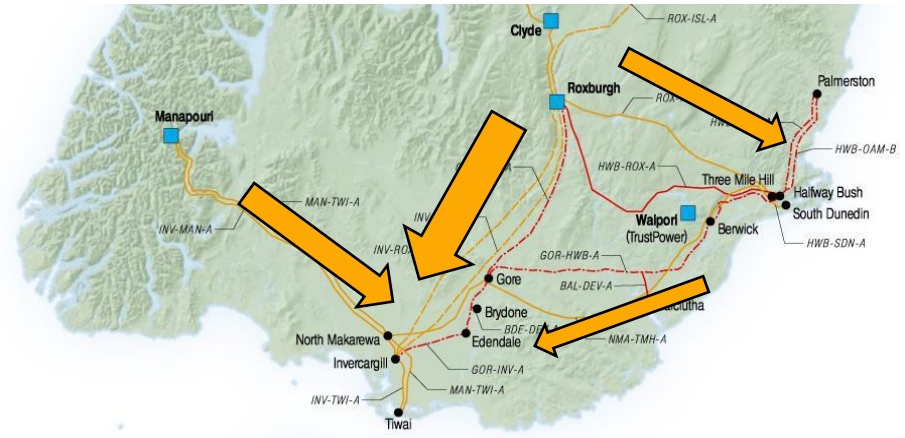 ROX-ISL-A
Clyde
Palmerston
Roxburgh
Manapouri
HWB-OAM-B
HWB-ROX-A
Three Mile Hill
Halfway Bush
MAN-TWI-A
South Dunedin
Waipori
(TrustPower)
Berwick
INV-MAN-A
HWB-SDN-A
GOR-HWB-A
Gore
BAL-DEV-A
Brydone
North Makarewa
Edendale
NMA-TMH-A
Invercargill
GOR-INV-A
MAN-TWI-A
INV-TWI-A
Tiwai